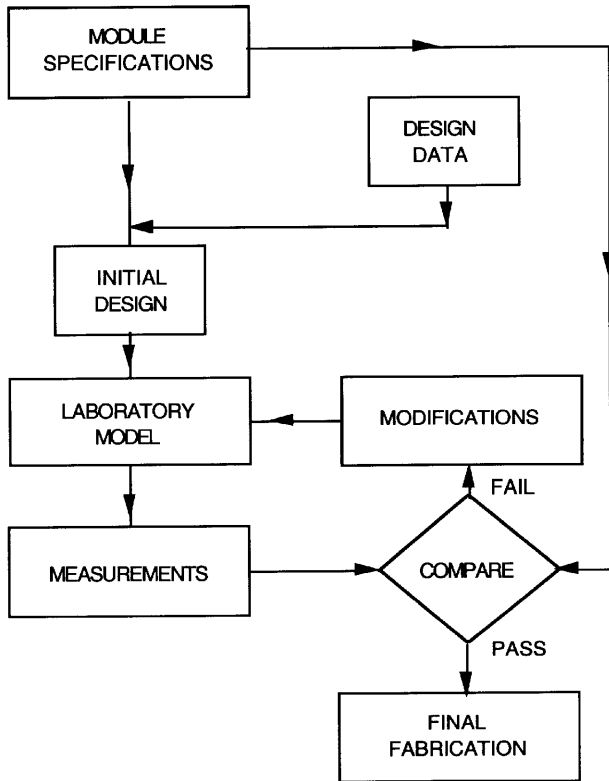 MODULE
SPECIFICATIONS
DESIGN
DATA
INITIAL
DESIGN
LABORATORY
MODEL
MODIFICATIONS
FAIL
MEASUREMENTS
COMPARE
PASS
FINAL
FABRICATION